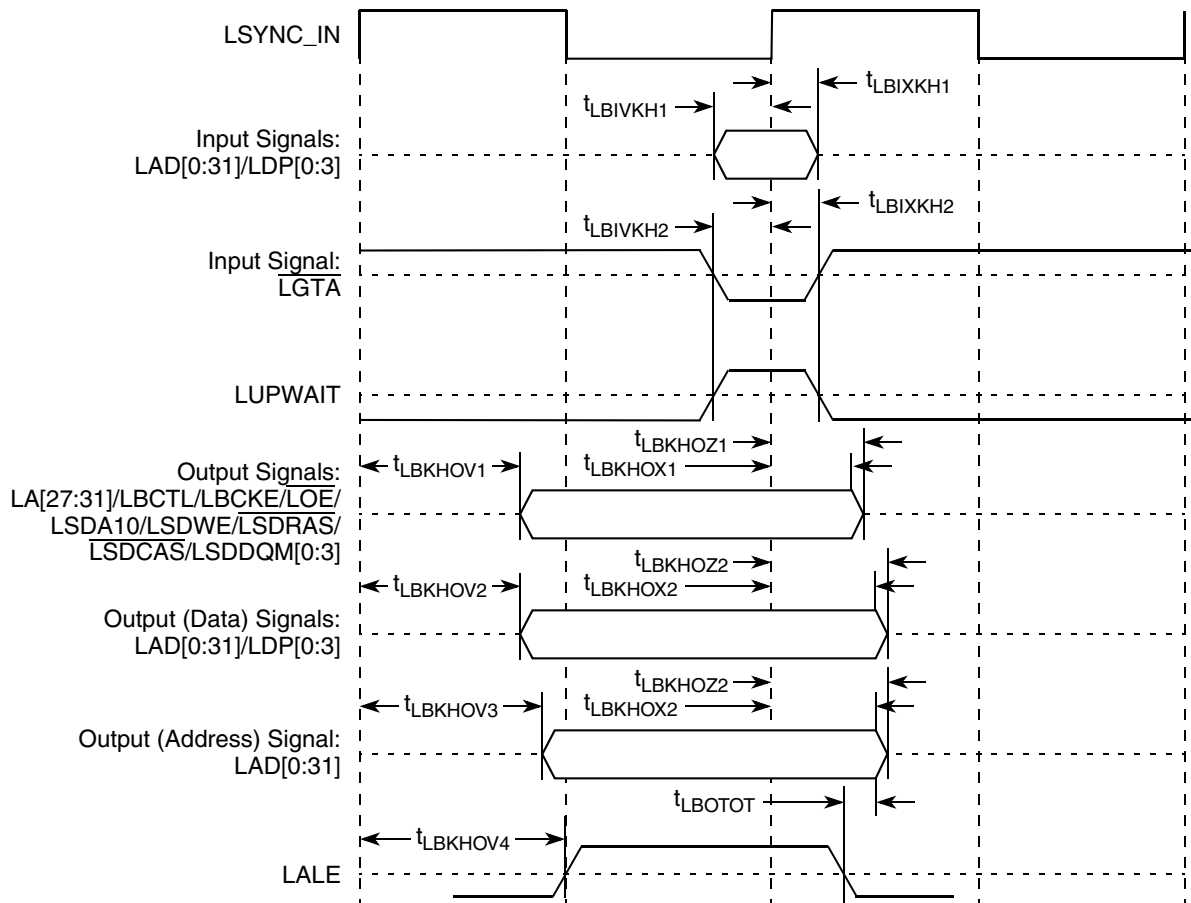 LSYNC_IN
tLBIXKH1
tLBIVKH1
Input Signals:
LAD[0:31]/LDP[0:3]
tLBIXKH2
tLBIVKH2
Input Signal:
LGTA
LUPWAIT
tLBKHOZ1
tLBKHOV1
tLBKHOX1
Output Signals:
LA[27:31]/LBCTL/LBCKE/LOE/
LSDA10/LSDWE/LSDRAS/
LSDCAS/LSDDQM[0:3]
tLBKHOZ2
tLBKHOV2
tLBKHOX2
Output (Data) Signals:
LAD[0:31]/LDP[0:3]
tLBKHOZ2
tLBKHOV3
tLBKHOX2
Output (Address) Signal:
LAD[0:31]
tLBOTOT
tLBKHOV4
LALE